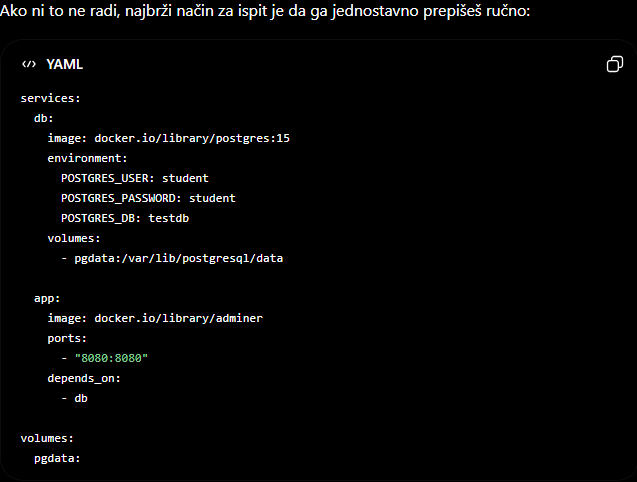 Ako ni to ne radi, najbrži način za ispit je da ga jednostavno prepišeš ručno:
YAML
services:
  db:
    image: docker.io/library/postgres:15
    environment:
      POSTGRES_USER: student
      POSTGRES_PASSWORD: student
      POSTGRES_DB: testdb
    volumes:
      - pgdata:/var/lib/postgresql/data

  app:
    image: docker.io/library/adminer
    ports:
      - "8080:8080"
    depends_on:
      - db

volumes:
  pgdata: